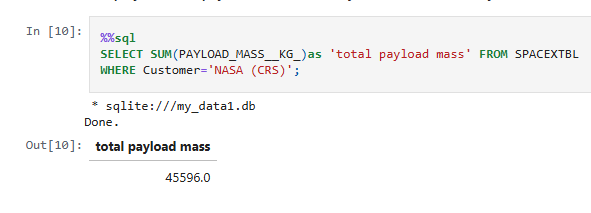 In [10]:
%%sql
SELECT SUM(PAYLOAD_MASS__KG_)as 'total payload mass' FROM SPACEXTBL
WHERE Customer='NASA (CRS)';
* sqlite:///my_data1.db
Done.
Out[10]:
total payload mass
45596.0